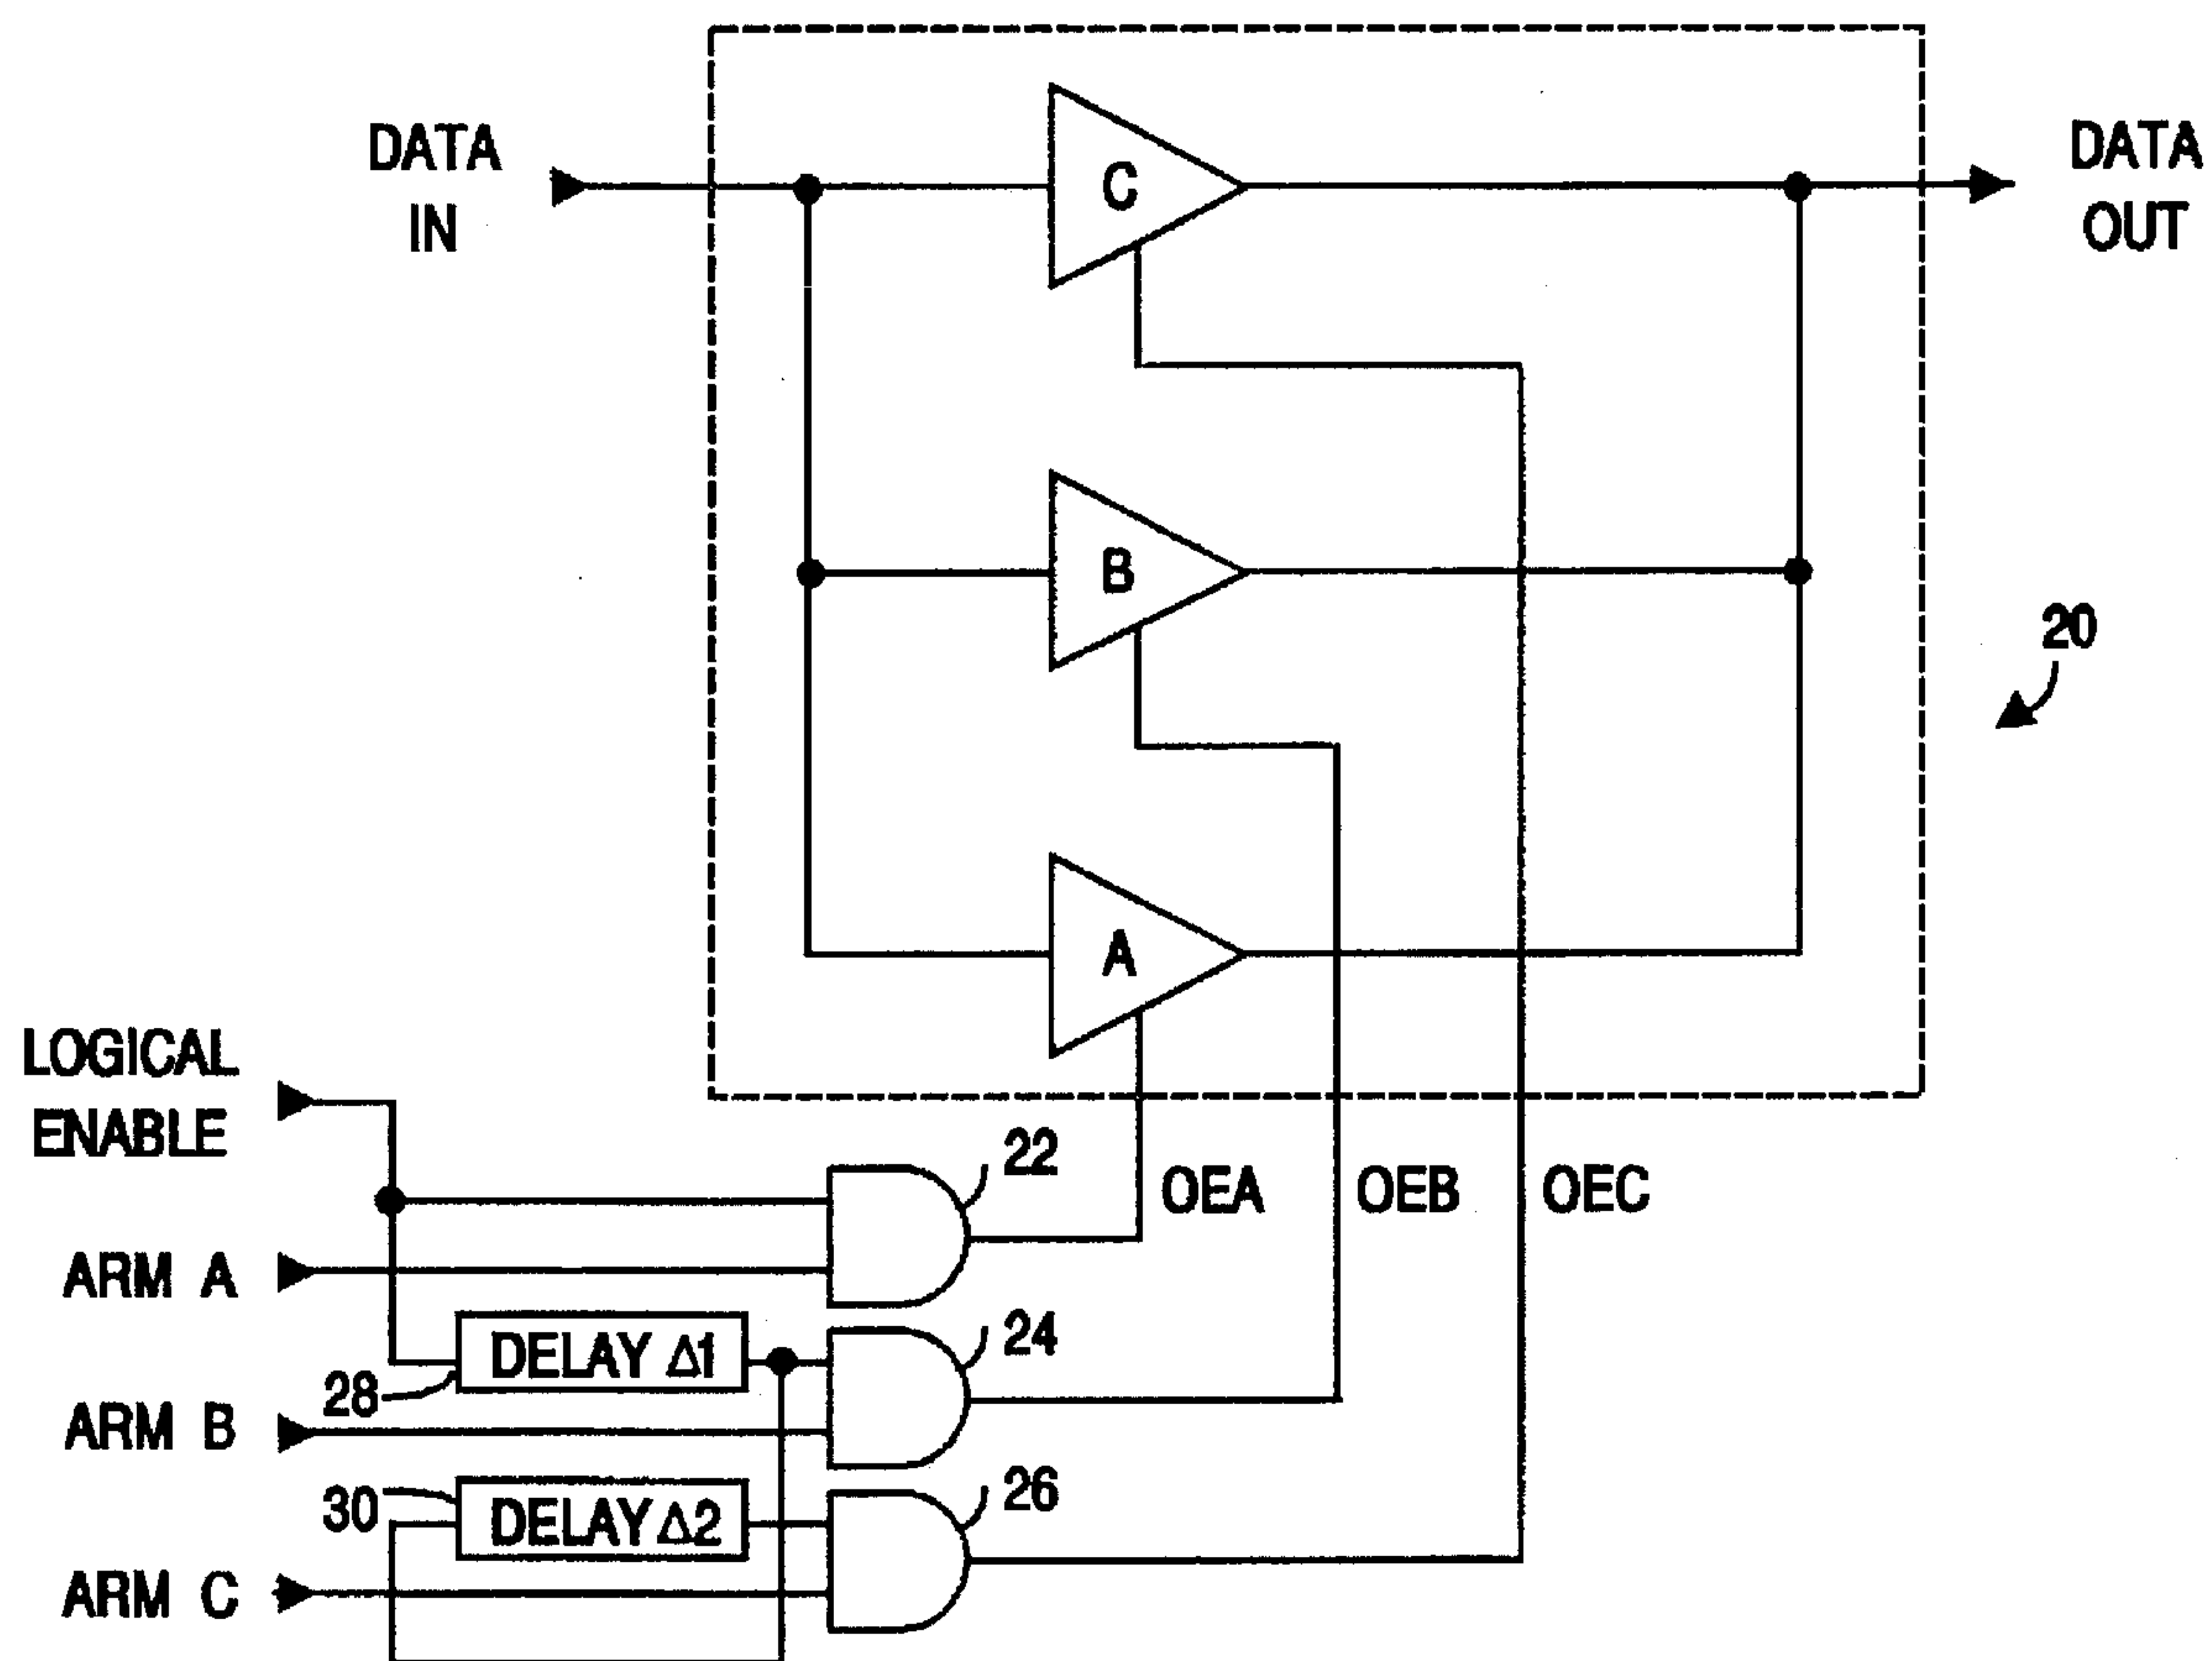 DATA
IN
C
DATA
OUT
B
20
A
LOGICAL
ENABLE
22
OEA
OEB
OEC
ARM A
24
DELAY Δ1
28
ARM B
26
30
DELAY Δ2
ARM C